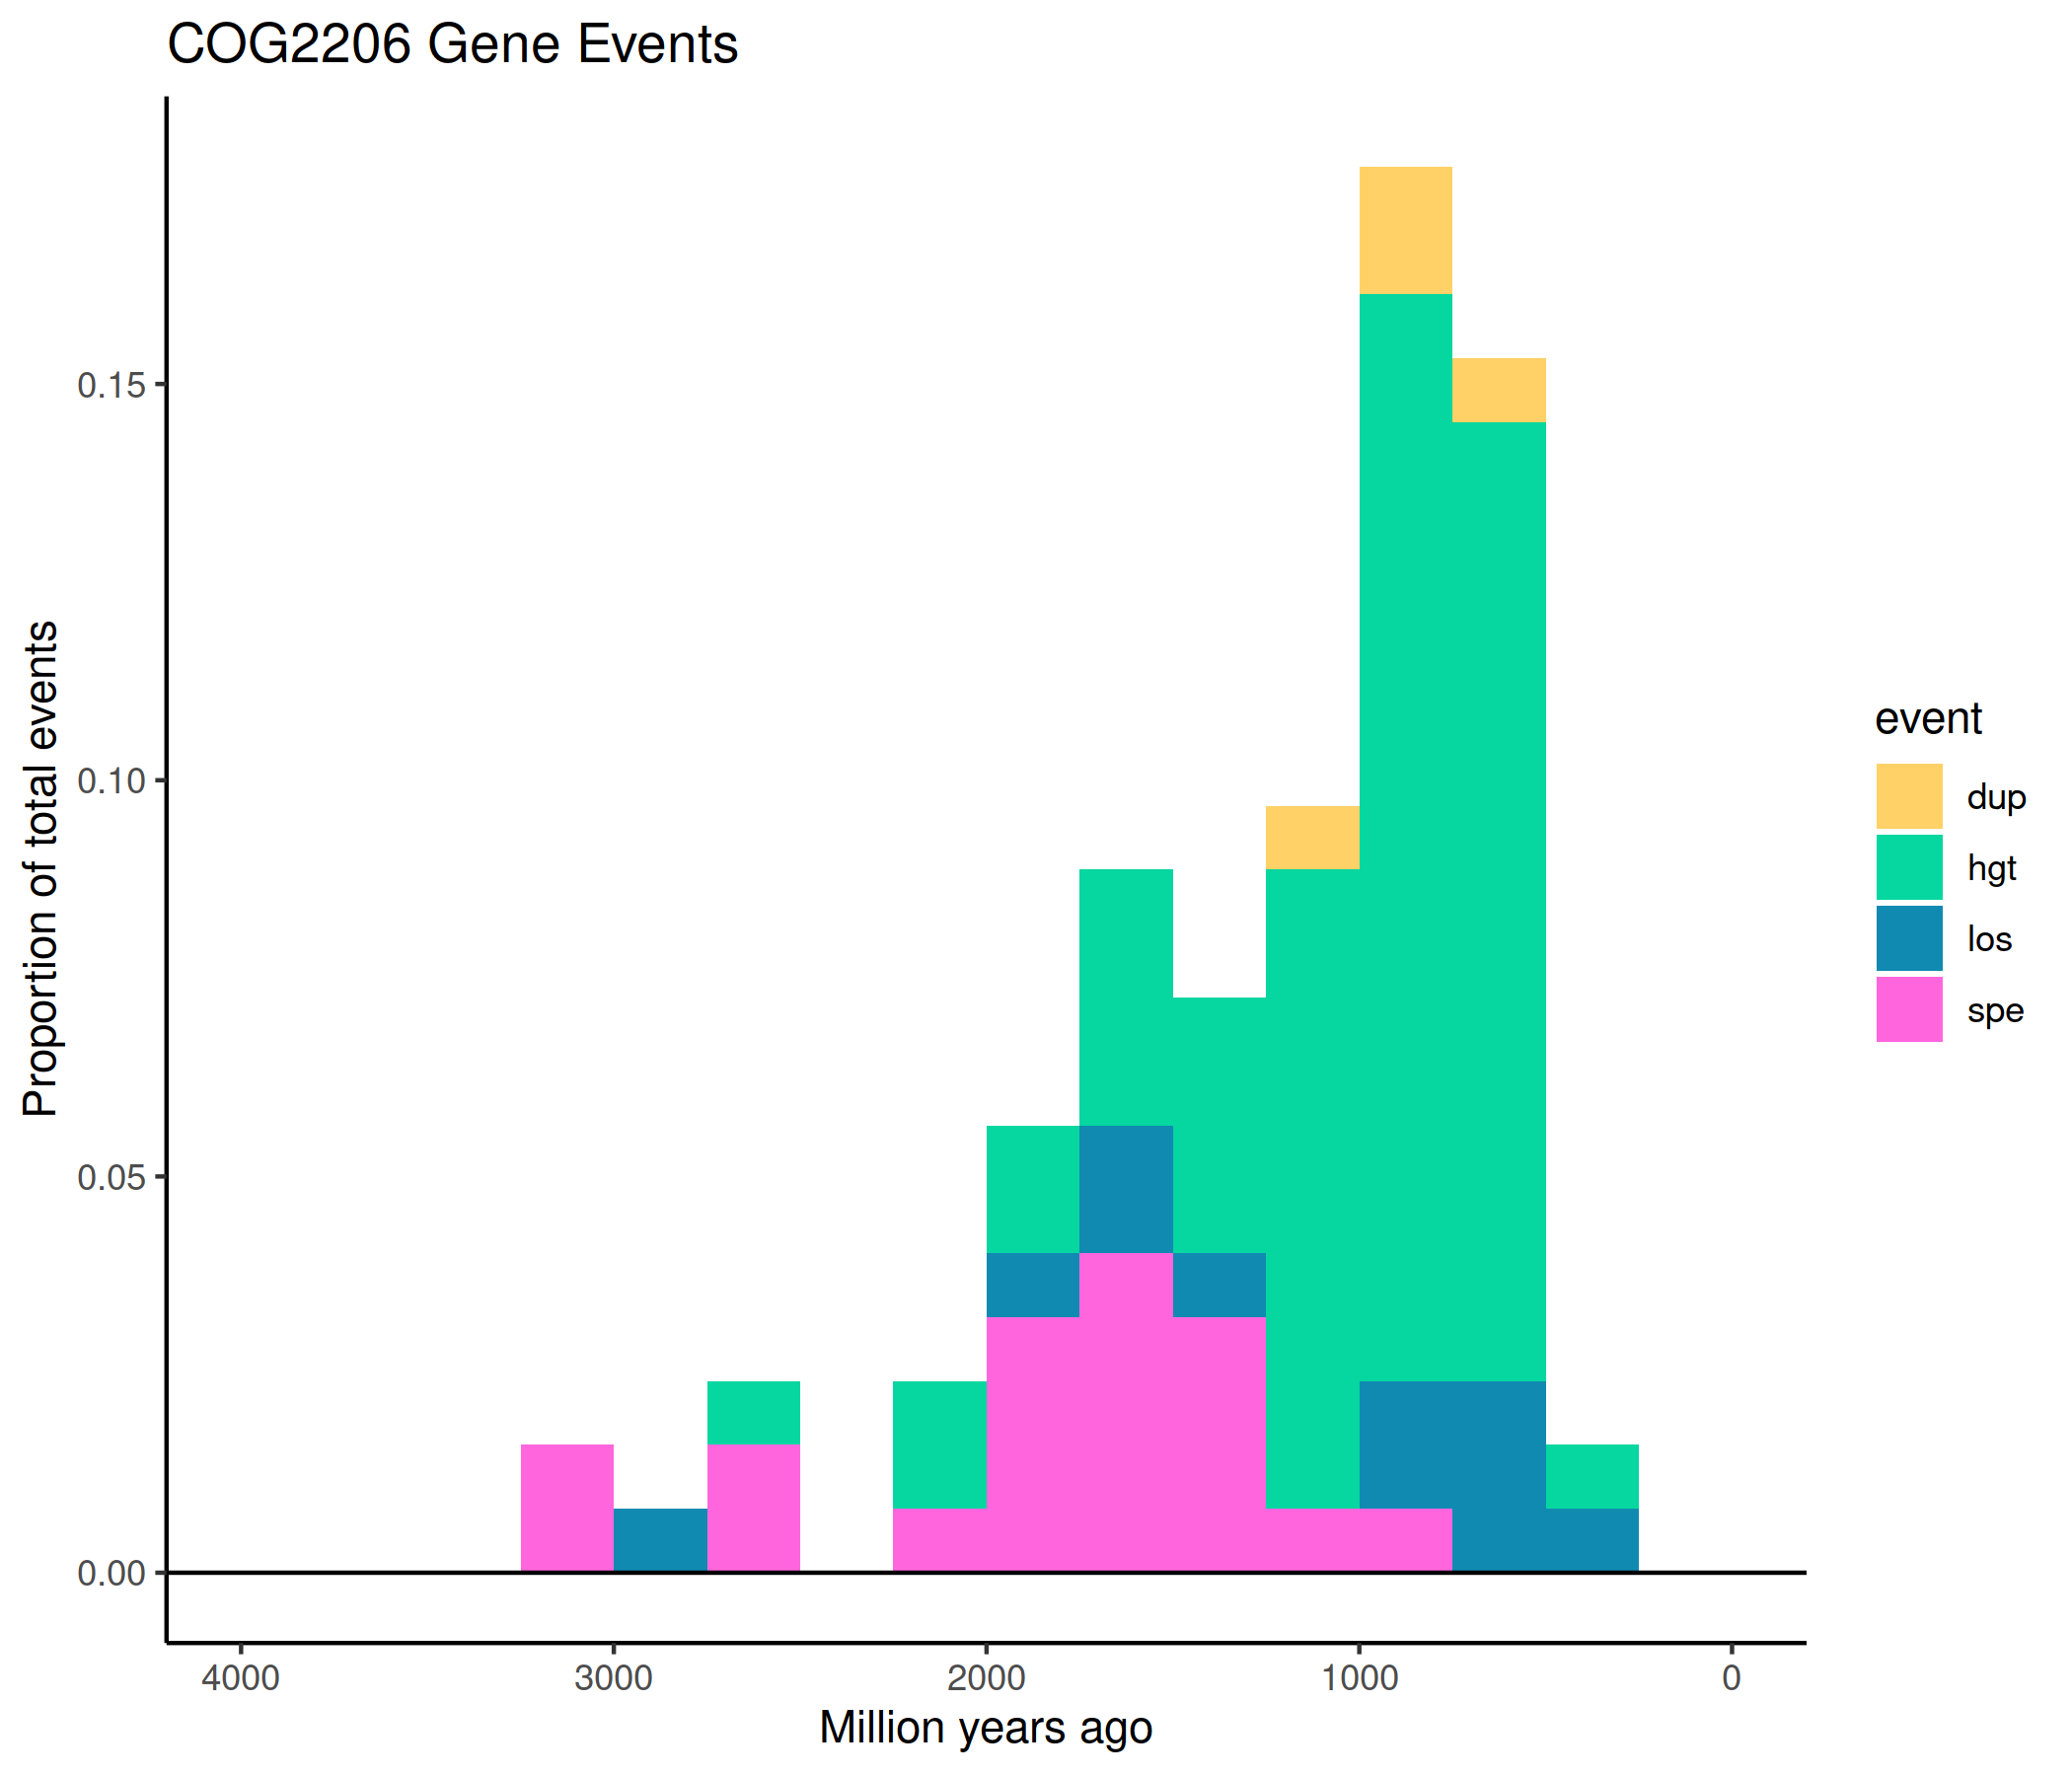 COG2206 Gene Events
Proportion of total events
0.15
0.10
0.05
0.00
4000 3000 2000 1000 0
Million years ago
event
dup
hgt
los
spe